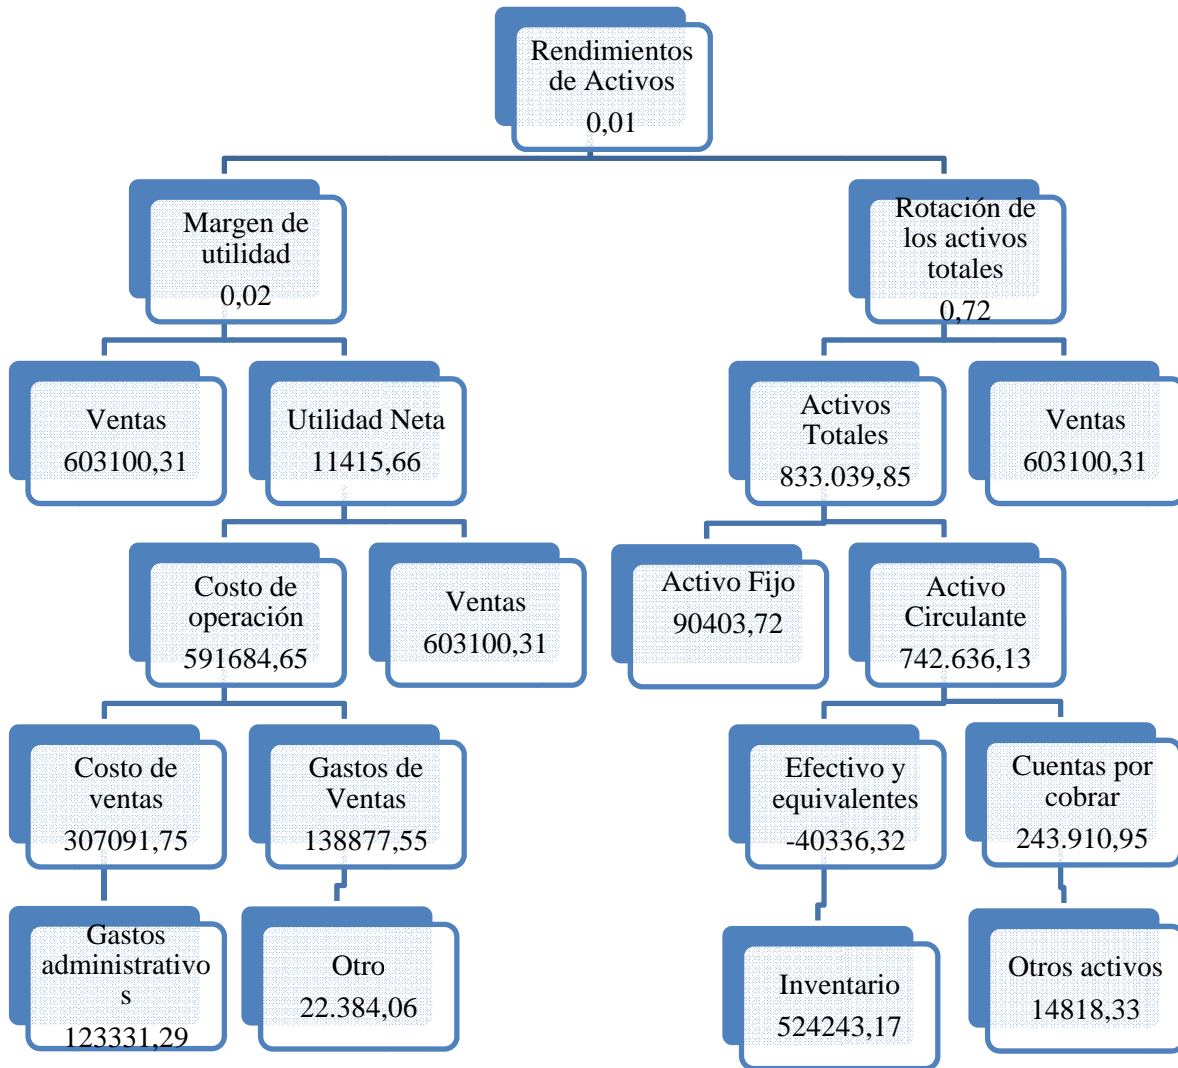 Rendimientos
de Activos
0,01
Margen de
utilidad
0,02
Rotación de
los activos
totales
0,72
Ventas
603100,31
Utilidad Neta
11415,66
Activos
Totales
833.039,85
Ventas
603100,31
Costo de
operación
591684,65
Ventas
603100,31
Activo Fijo
90403,72
Activo
Circulante
742.636,13
Costo de
ventas
307091,75
Gastos de
Ventas
138877,55
Efectivo y
equivalentes
-40336,32
Cuentas por
cobrar
243.910,95
Gastos
administrativo
s
123331,29
Otro
22.384,06
Inventario
524243,17
Otros activos
14818,33